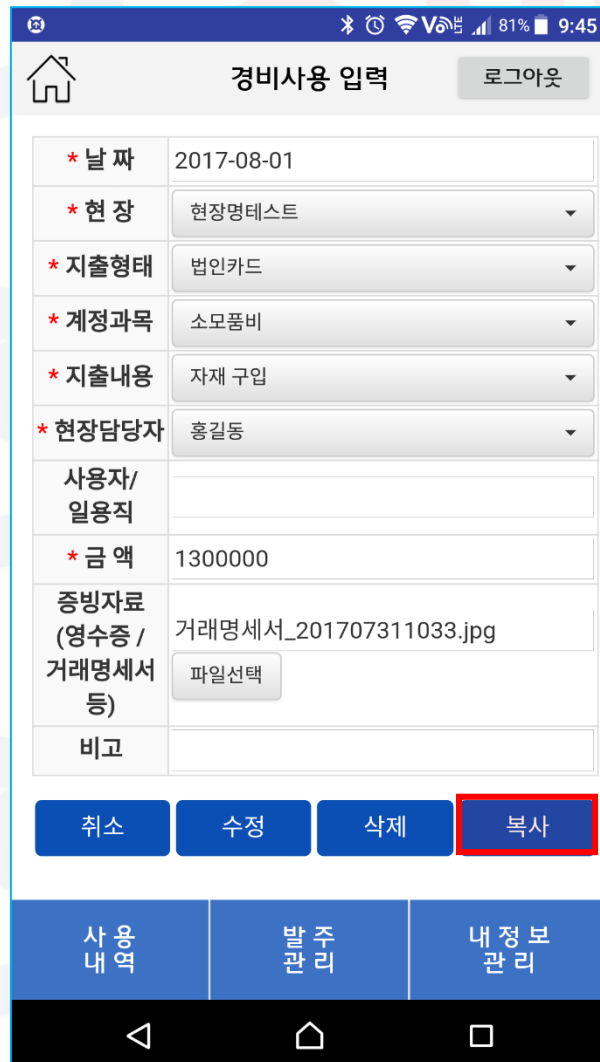 81% 9:45
경비사용 입력
로그아웃
* 날 짜 2017-08-01
* 현 장 현장명테스트
* 지출형태 법인카드
* 계정과목 소모품비
* 지출내용 자재 구입
* 현장담당자 홍길동
사용자/
일용직
* 금 액 1300000
증빙자료
(영수증 /
거래명세서
등)
거래명세서_201707311033.jpg
파일선택
비고
취소 수정 삭제 복사
사 용
내 역
발 주
관 리
내 정 보
관 리